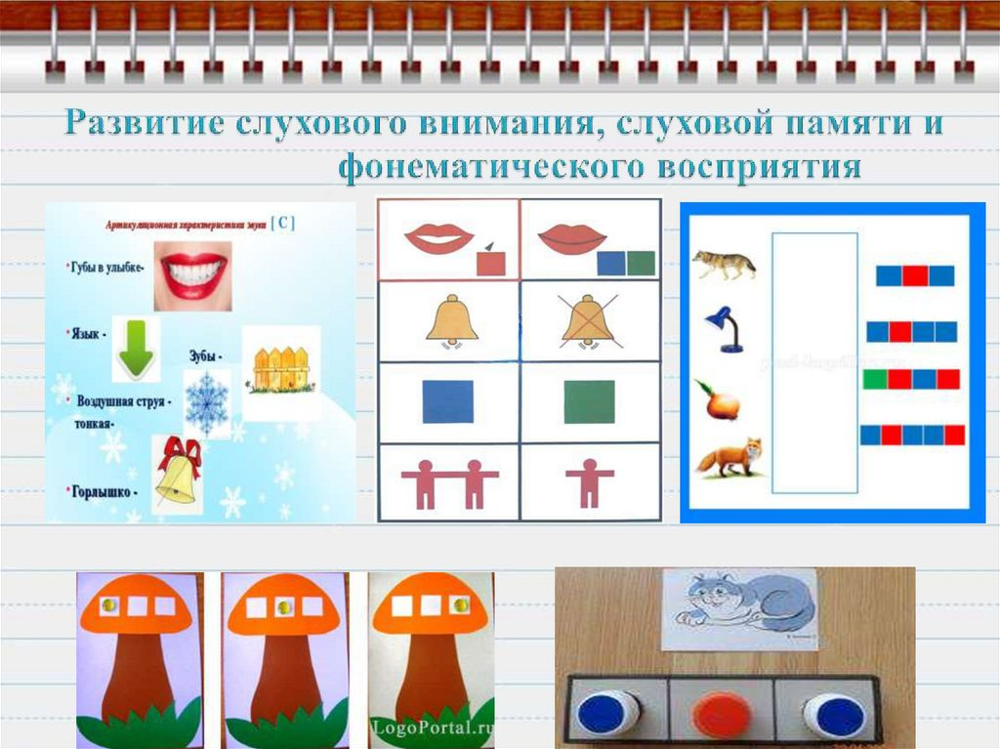 Развитие слухового внимания, слуховой памяти и
фонематического восприятия
Артикуляционная характеристика звука [ С ]
Губы в улыбке-
Язык -
Зубы -
Воздушная струя -
тонкая-
Горлышко -
LogoPortal.ru